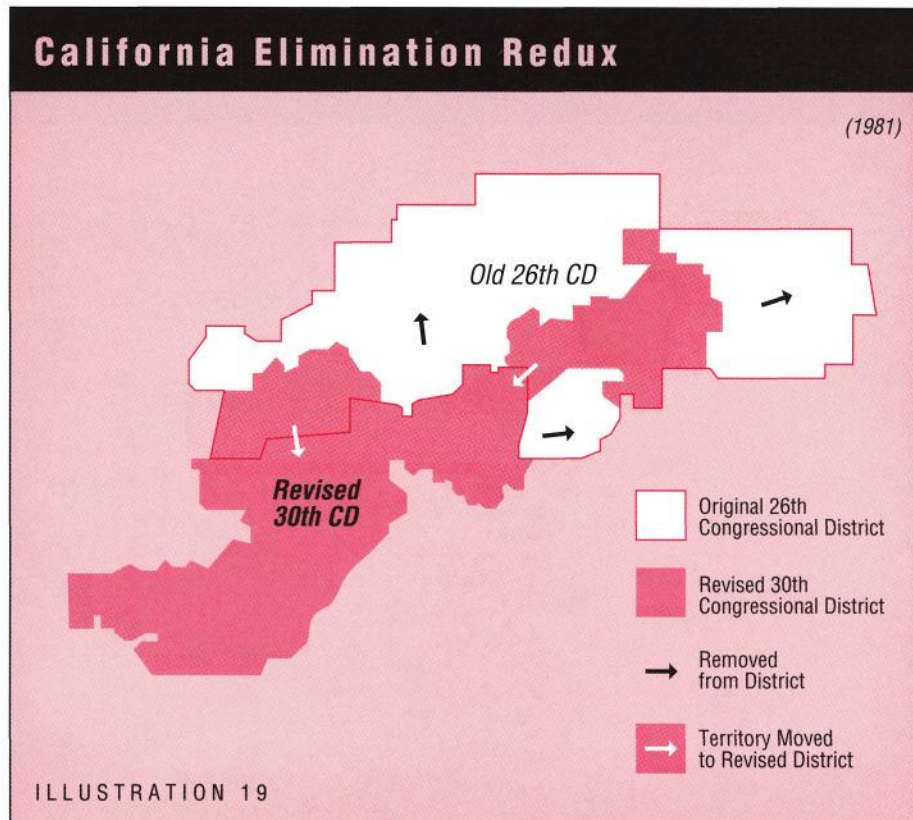 California Elimination Redux
(1981)
Old 26th CD
Revised
30th CD
Original 26th
Congressional District
Revised 30th
Congressional District
Removed
from District
Territory Moved
to Revised District
ILLUSTRATION 19